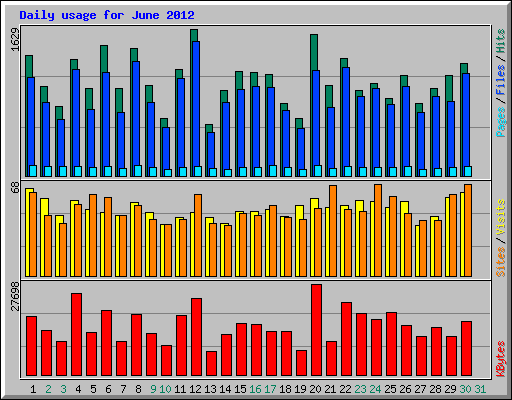 Daily usage for June 2012
1629
Pages/Files/Hits
68
Sites/Visits
27698
KBytes
1 2 3 4 5 6 7 8 9 10 11 12 13 14 15 16 17 18 19 20 21 22 23 24 25 26 27 28 29 30 31